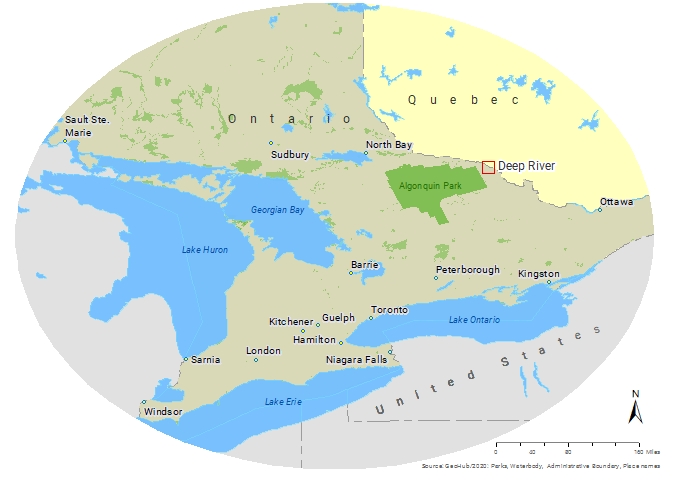 Quebec
Ontario
Sault Ste.
Marie
North Bay
Sudbury
Deep River
Algonquin Park
Ottawa
Georgian Bay
Lake Huron
Barrie
Peterborough
Kingston
Toronto
Guelph
Kitchener
Lake Ontario
Hamilton
London
Niagara Falls
Sarnia
United States
Lake Erie
Windsor
N
0 40 80 160 Miles
Source: GeoHub/2020: Parks, Waterbody, Administrative Boundary, Place names